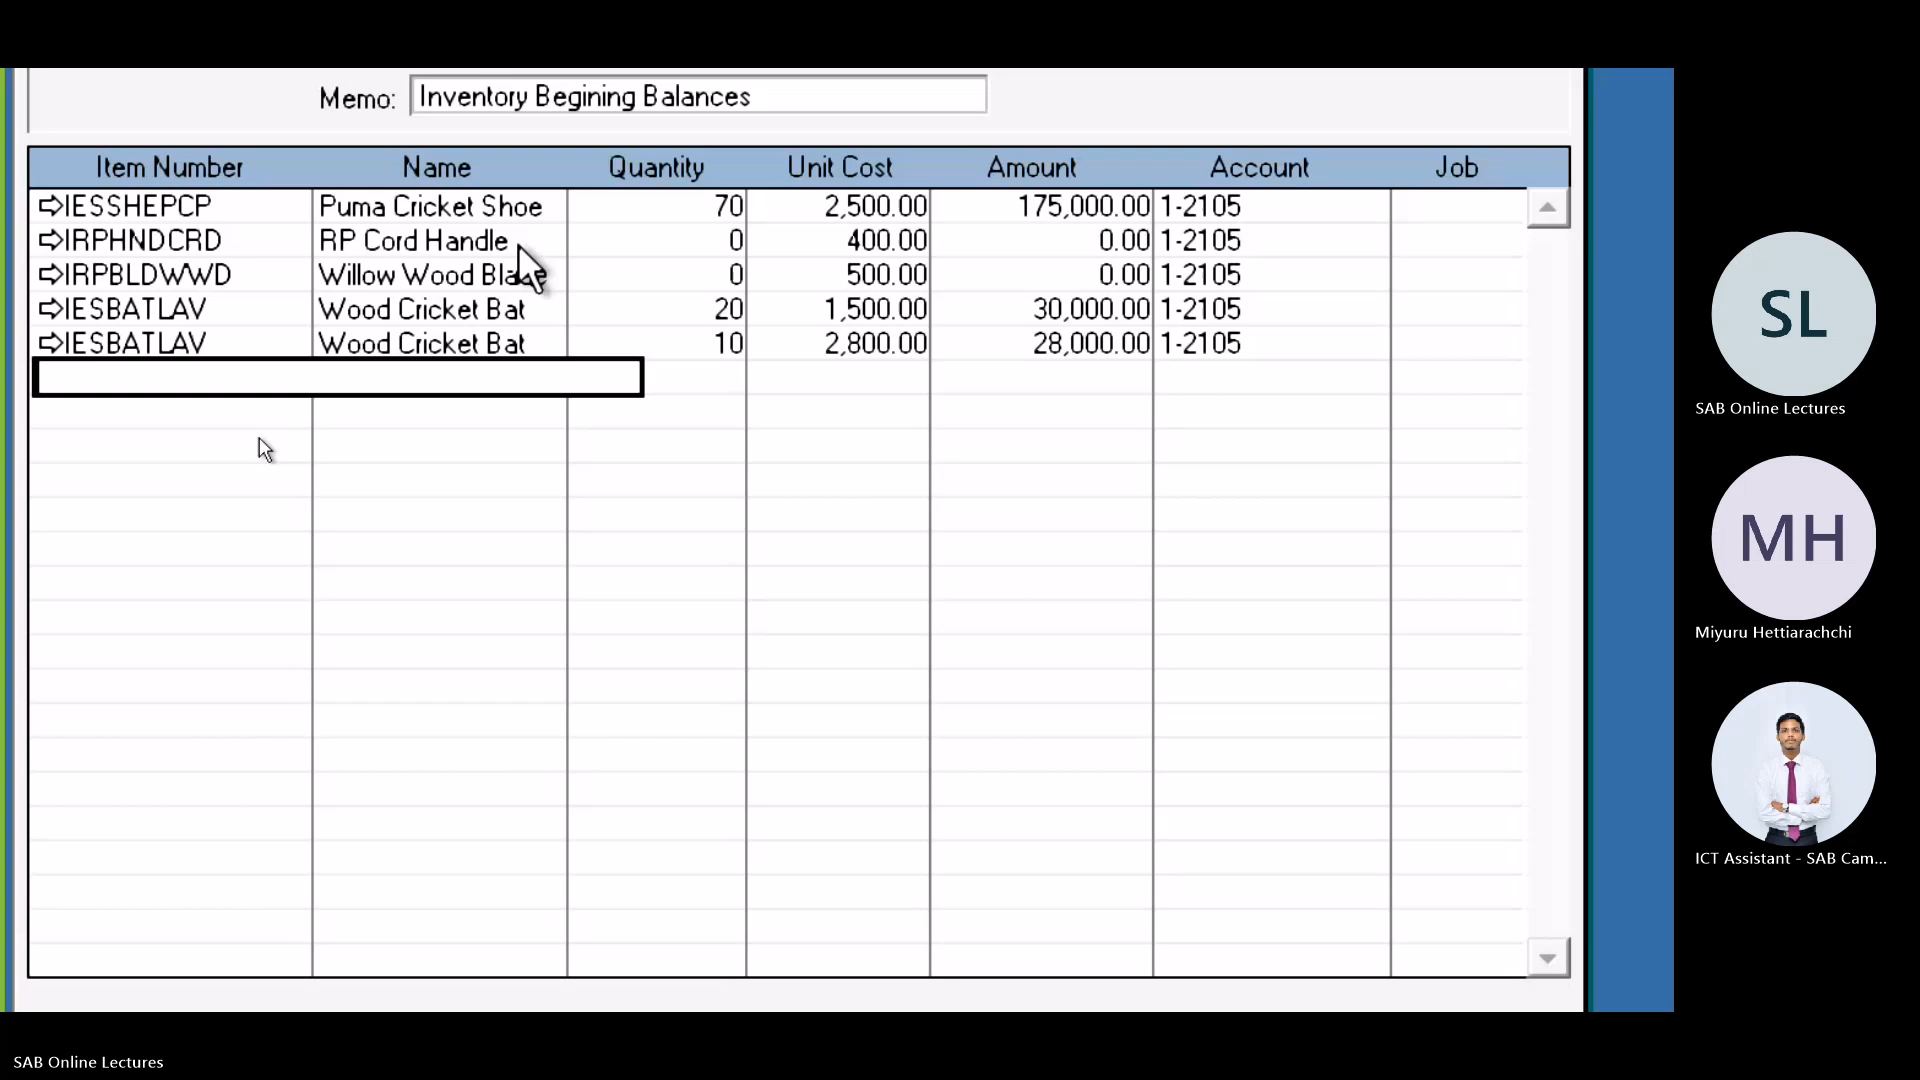 Memo: Inventory Begining Balances
Item Number Name Quantity Unit Cost Amount Account Job
IESSHEPCP Puma Cricket Shoe 70 2,500.00 175,000.00 1-2105
IRPHNDCRD RP Cord Handle 0 400.00 0.00 1-2105
IRPBLDWWD Willow Wood Blade 0 500.00 0.00 1-2105
IESBATLAV Wood Cricket Bat 20 1,500.00 30,000.00 1-2105
IESBATLAV Wood Cricket Bat 10 2,800.00 28,000.00 1-2105
SL
SAB Online Lectures
MH
Miyuru Hettiarachchi
ICT Assistant - SAB Cam...
SAB Online Lectures